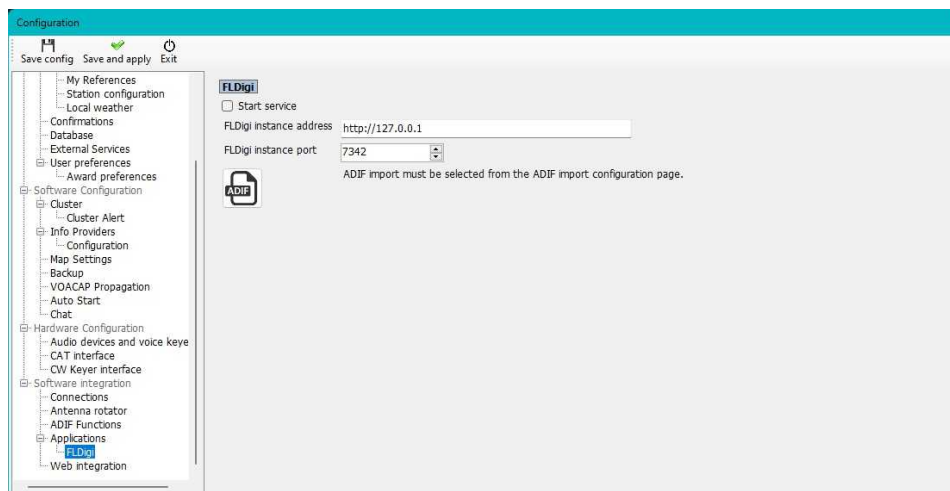 Configuration
Save config Save and apply Exit
My References
Station configuration
Local weather
Confirmations
Database
External Services
User preferences
Award preferences
Software Configuration
Cluster
Cluster Alert
Info Providers
Configuration
Map Settings
Backup
VOACAP Propagation
Auto Start
Chat
Hardware Configuration
Audio devices and voice keye
CAT interface
CW Keyer interface
Software integration
Connections
Antenna rotator
ADIF Functions
Applications
FLDigi
Web integration
FLDigi
Start service
FLDigi instance address http://127.0.0.1
FLDigi instance port 7342
ADIF import must be selected from the ADIF import configuration page.
ADIF